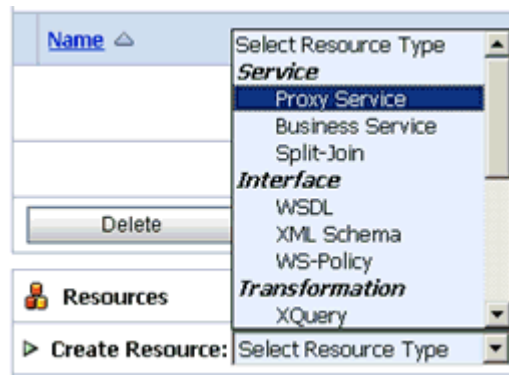 Name
Select Resource Type
Service
Proxy Service
Business Service
Split-Join
Interface
WSDL
XML Schema
WS-Policy
Transformation
XQuery
Delete
Resources
Create Resource: Select Resource Type